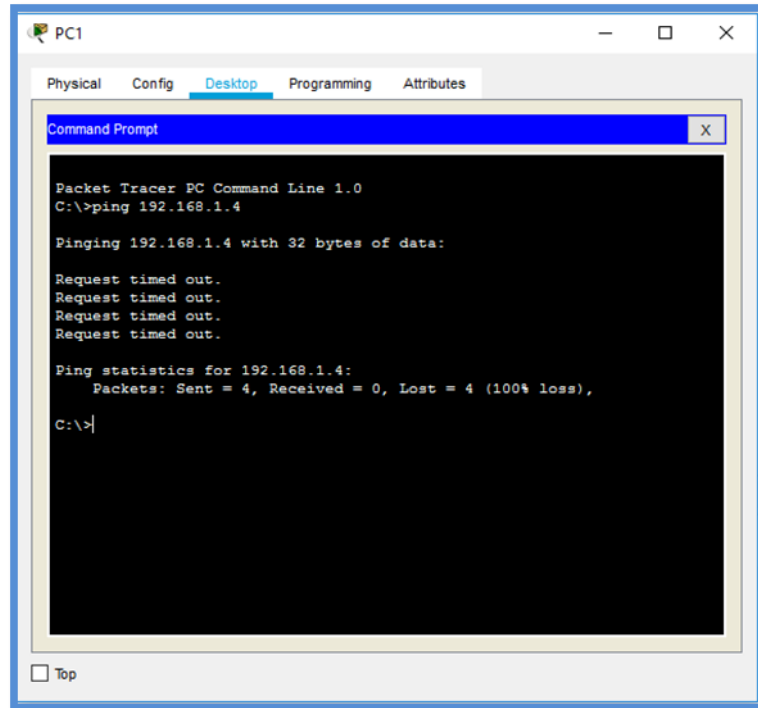 PC1
Physical Config Desktop Programming Attributes
Command Prompt X
Packet Tracer PC Command Line 1.0
C:\>ping 192.168.1.4
Pinging 192.168.1.4 with 32 bytes of data:
Request timed out.
Request timed out.
Request timed out.
Request timed out.
Ping statistics for 192.168.1.4:
    Packets: Sent = 4, Received = 0, Lost = 4 (100% loss),
C:\>
Top